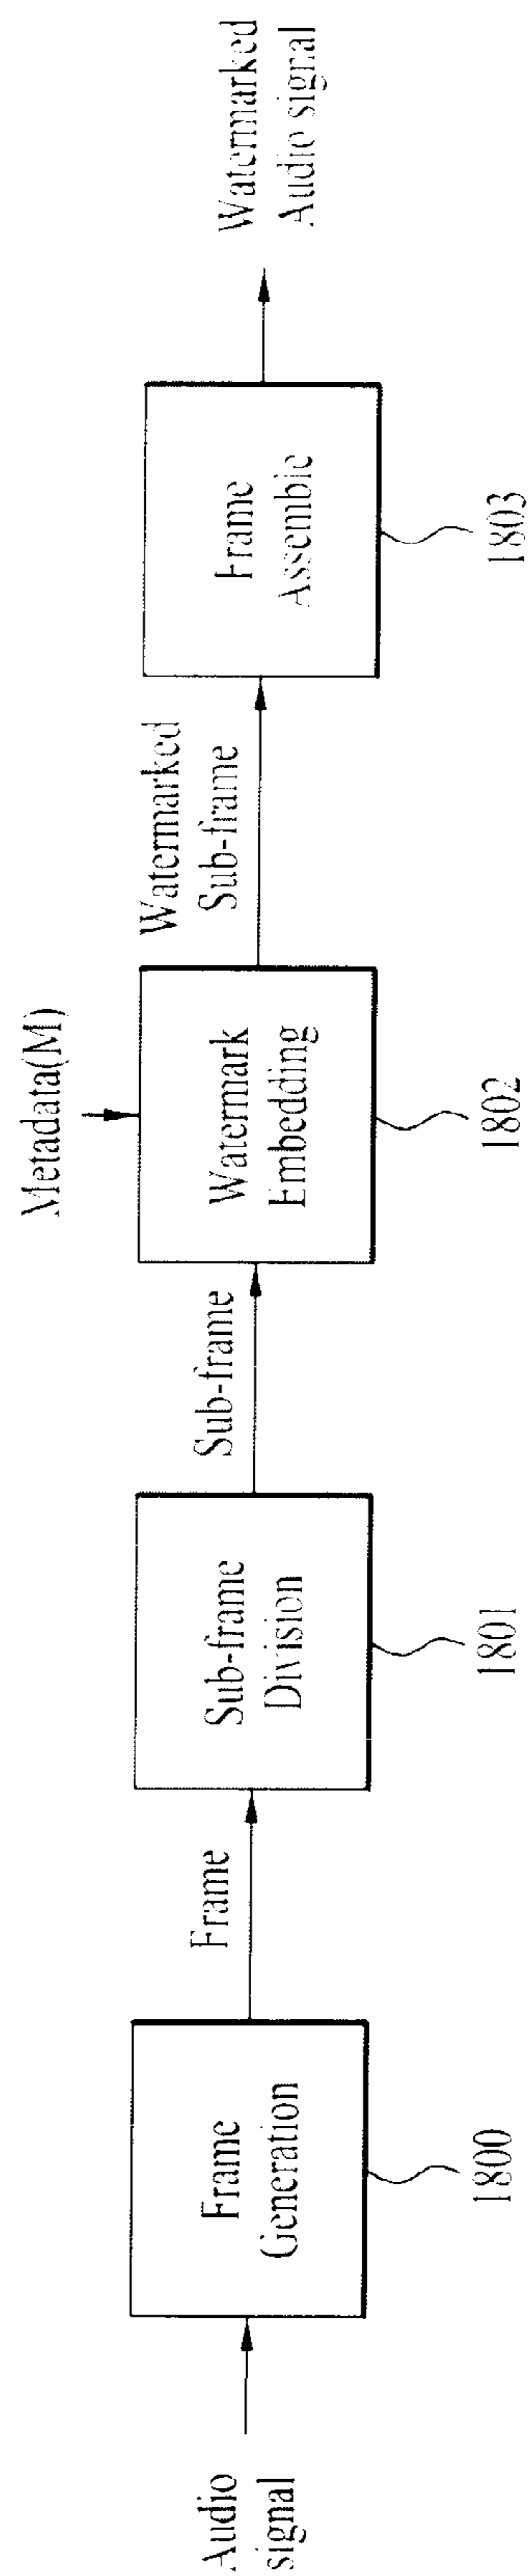 Audio
signal
Frame
Generation
1800
Frame
Sub-frame
Division
1801
Sub-frame
Metadata(M)
Watermark
Embedding
1802
Watermarked
Sub-frame
Frame
Assemble
1803
Watermarked
Audio signal